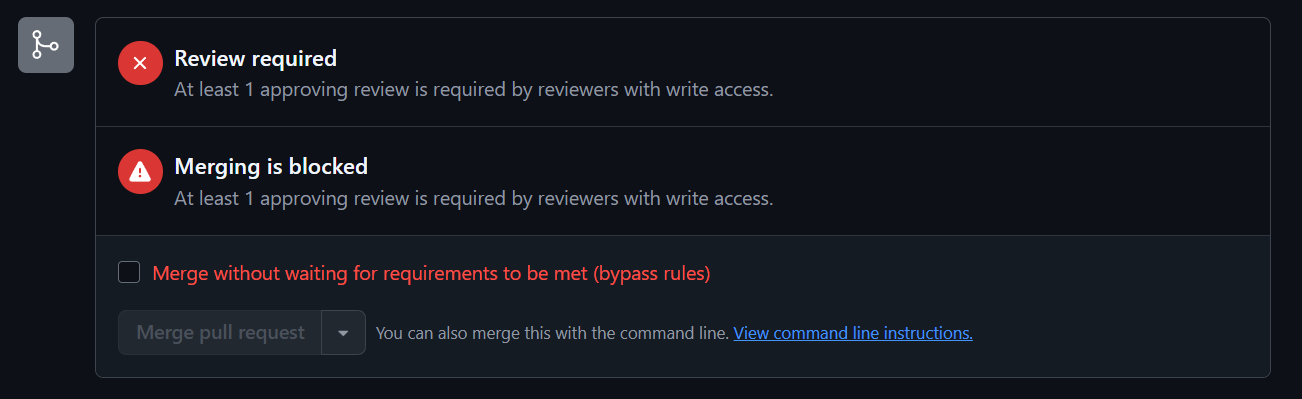 Review required
At least 1 approving review is required by reviewers with write access.
Merging is blocked
At least 1 approving review is required by reviewers with write access.
Merge without waiting for requirements to be met (bypass rules)
Merge pull request You can also merge this with the command line. View command line instructions.